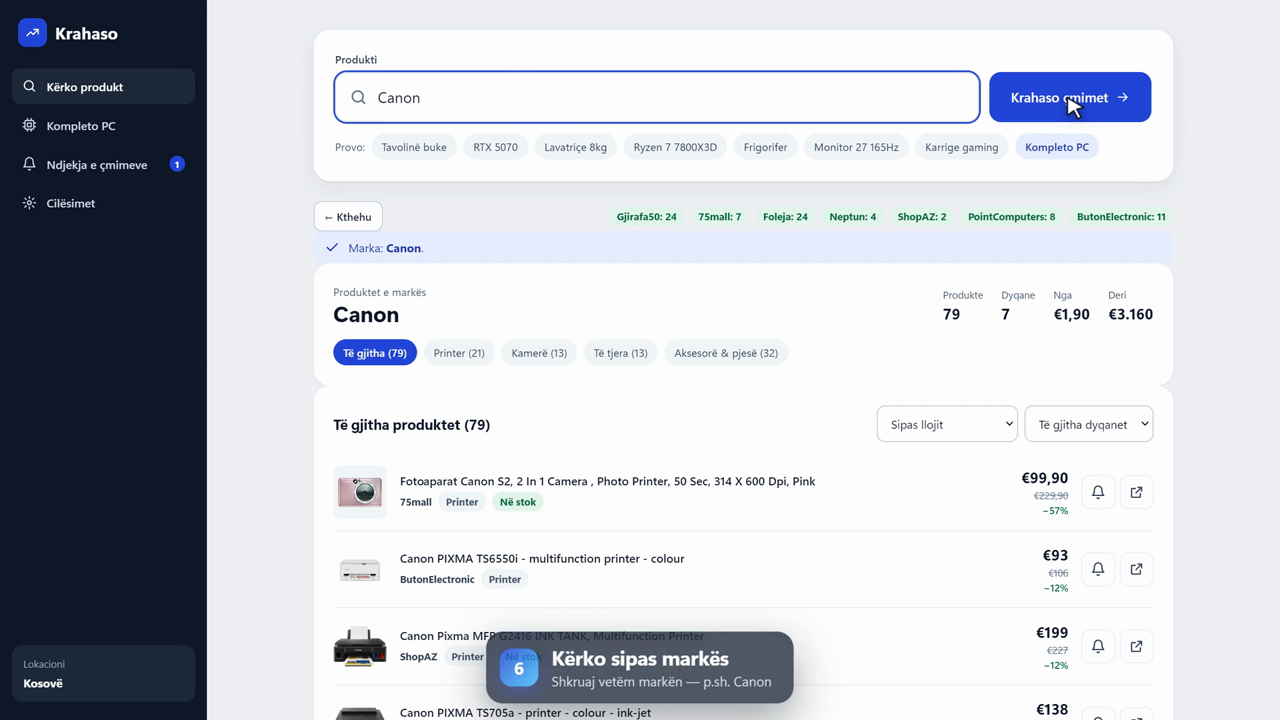 Krahaso
Kërko produkt
Kompleto PC
Ndjekja e çmimeve 1
Cilësimet
Lokacioni
Kosovë
Produkti
Canon
Krahaso çmimet →
Provo: Tavolinë buke RTX 5070 Lavatriçe 8kg Ryzen 7 7800X3D Frigorifer Monitor 27 165Hz Karrige gaming Kompleto PC
← Kthehu
Gjirafa50: 24 75mall: 7 Foleja: 24 Neptun: 4 ShopAZ: 2 PointComputers: 8 ButonElectronic: 11
Marka: Canon.
Produktet e markës
Canon
Produkte Dyqane Nga Deri
79 7 €1,90 €3.160
Të gjitha (79) Printer (21) Kamerë (13) Të tjera (13) Aksesorë & pjesë (32)
Të gjitha produktet (79)
Sipas llojit
Të gjitha dyqanet
Fotoaparat Canon S2, 2 In 1 Camera , Photo Printer, 50 Sec, 314 X 600 Dpi, Pink
75mall Printer Në stok
€99,90
€229,90
−57%
Canon PIXMA TS6550i - multifunction printer - colour
ButonElectronic Printer
€93
€106
−12%
Canon Pixma MFP G2416 INK TANK, Multifunction Printer
ShopAZ Printer Në stok
€199
€227
−12%
Canon PIXMA TS705a - printer - colour - ink-jet
€138
6
Kërko sipas markës
Shkruaj vetëm markën — p.sh. Canon